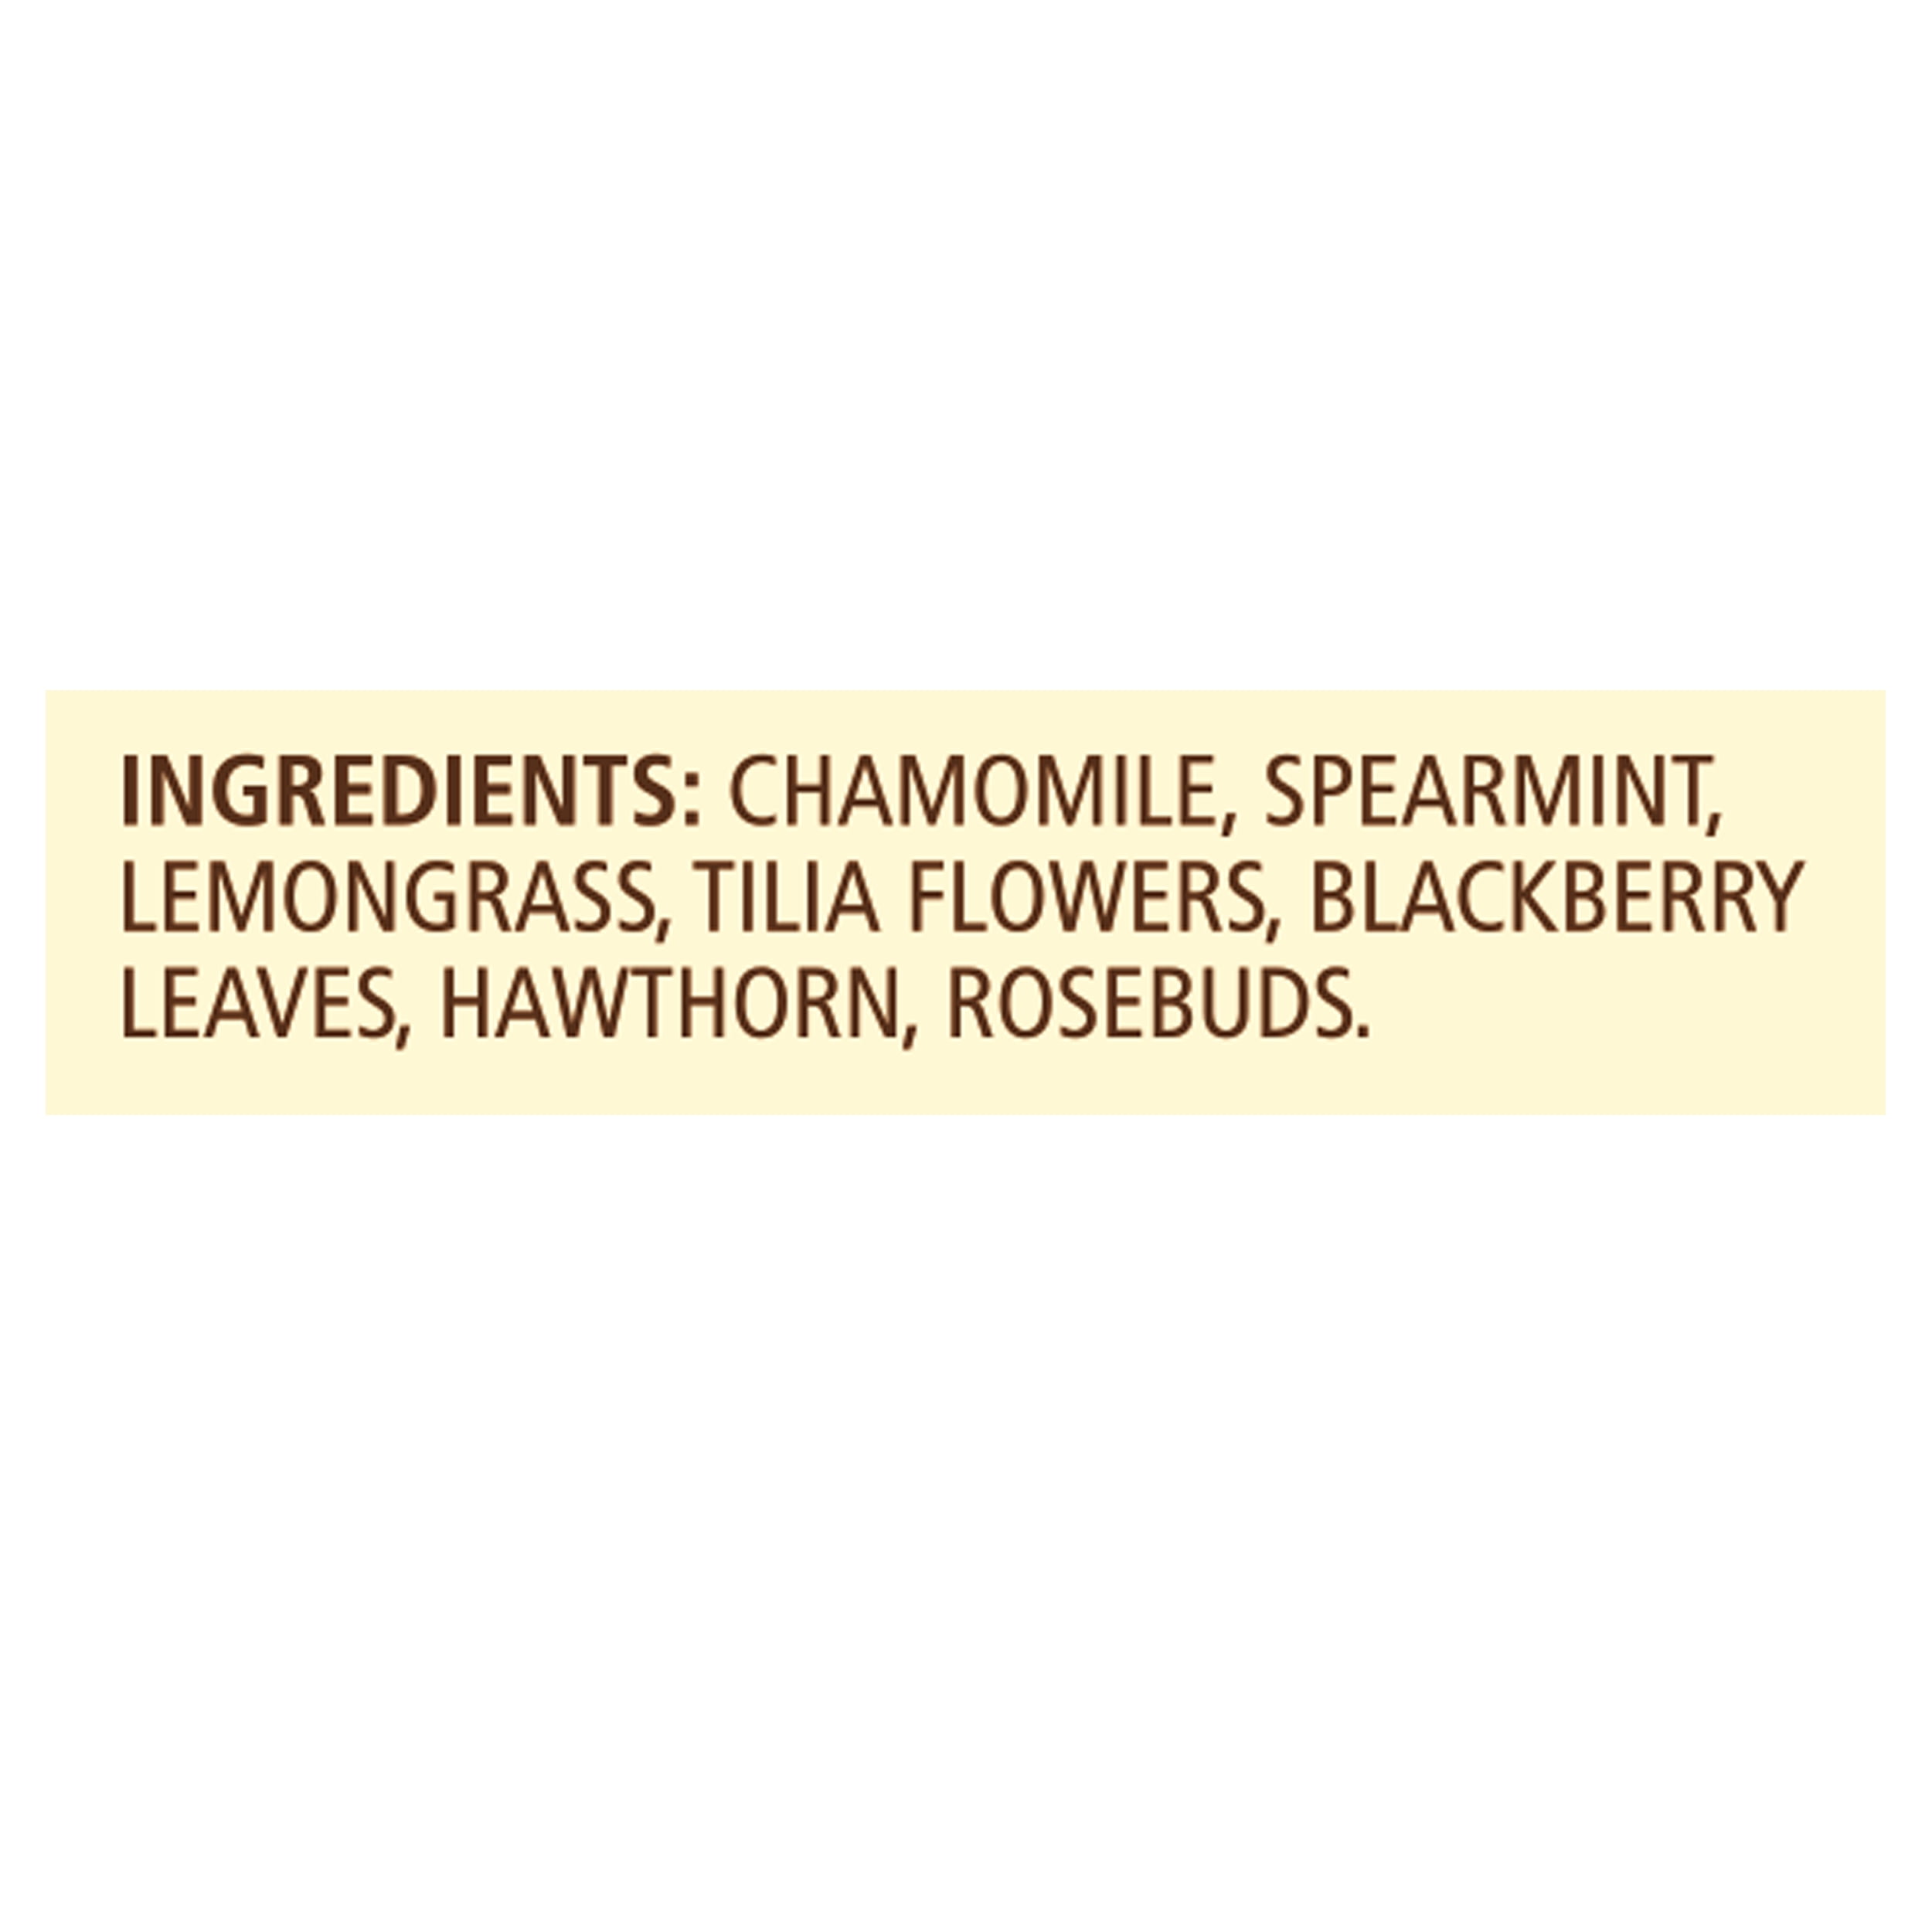 INGREDIENTS: CHAMOMILE, SPEARMINT,
LEMONGRASS, TILIA FLOWERS, BLACKBERRY
LEAVES, HAWTHORN, ROSEBUDS.